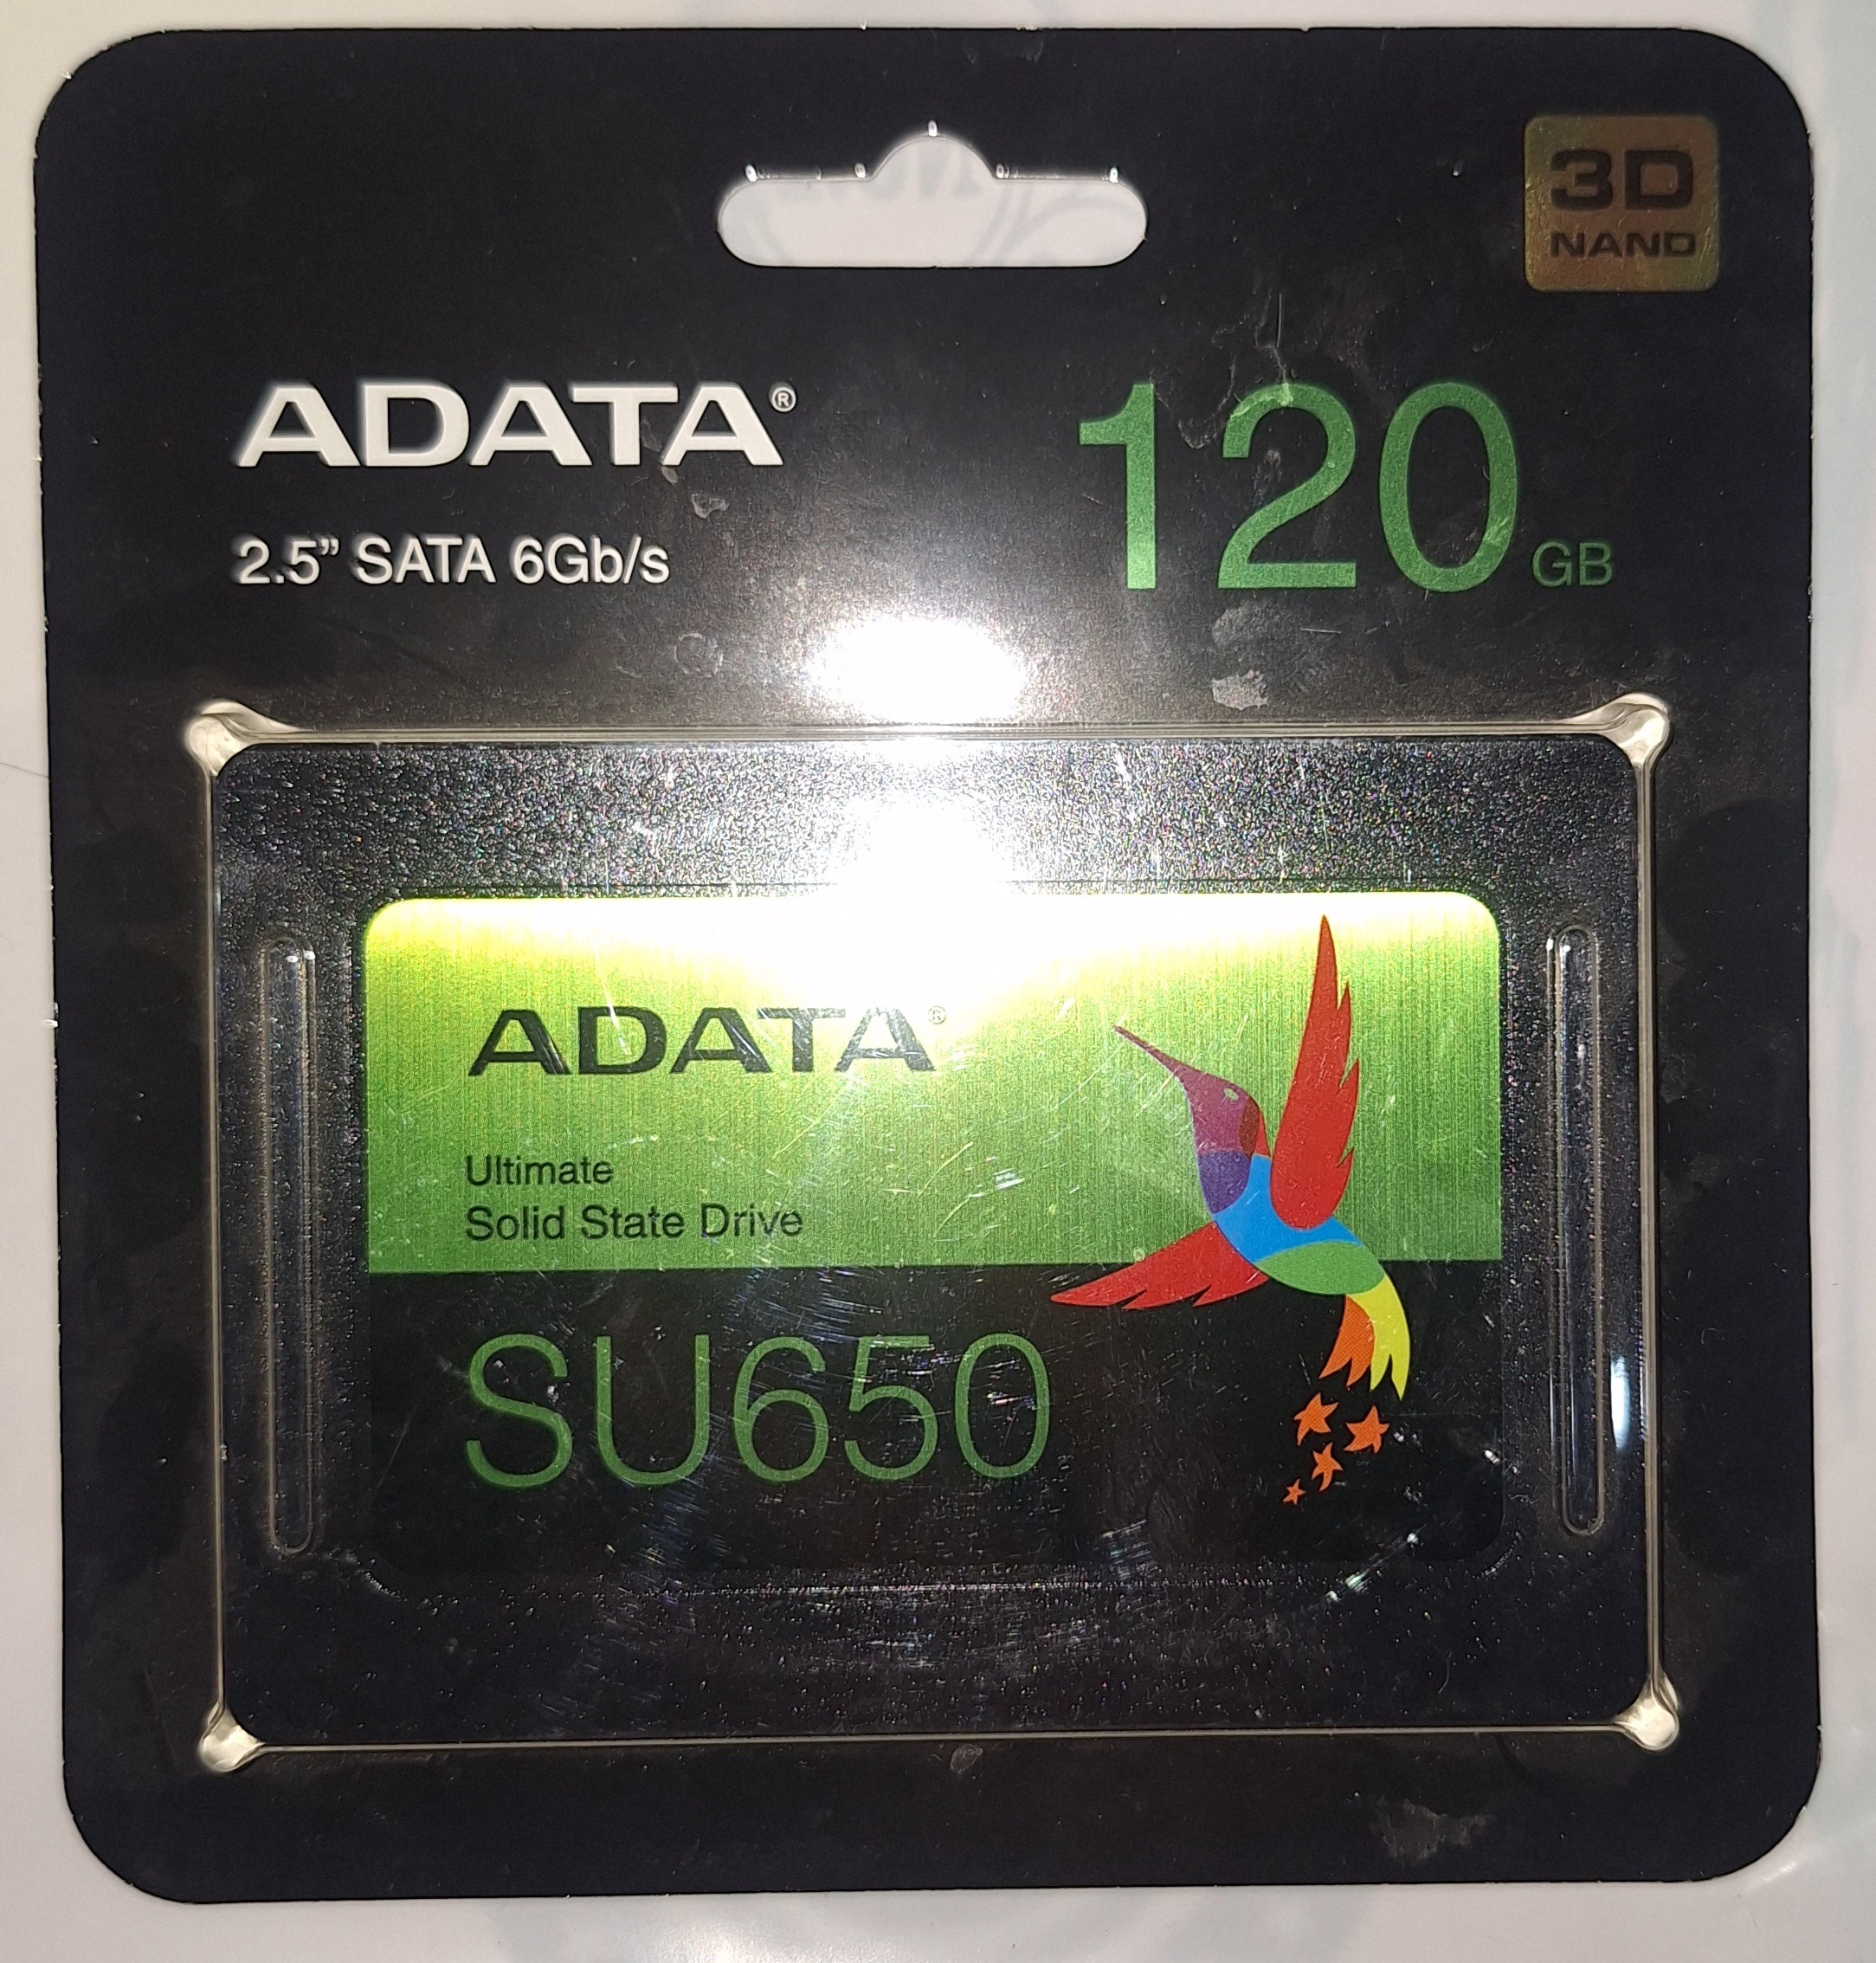 3D
NAND
ADATA®
120 GB
2.5” SATA 6Gb/s
ADATA®
Ultimate
Solid State Drive
SU650